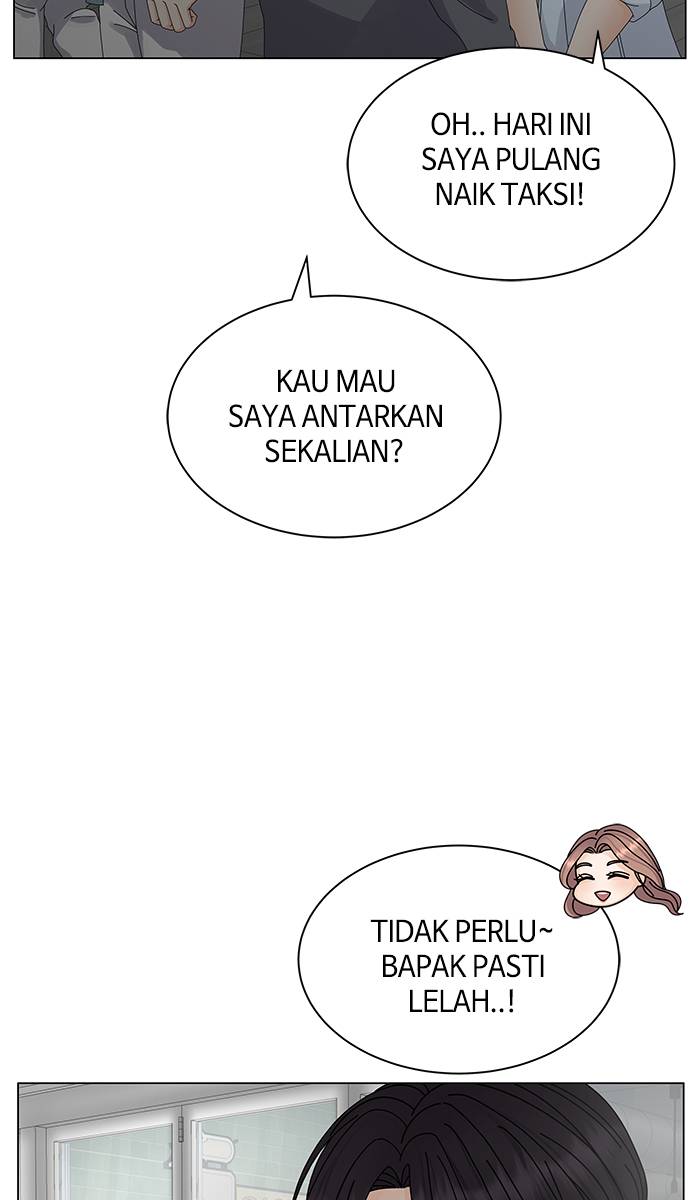 OH.. HARI INI
SAYA PULANG
NAIK TAKSI!
KAU MAU
SAYA ANTARKAN
SEKALIAN?
TIDAK PERLU~
BAPAK PASTI
LELAH..!